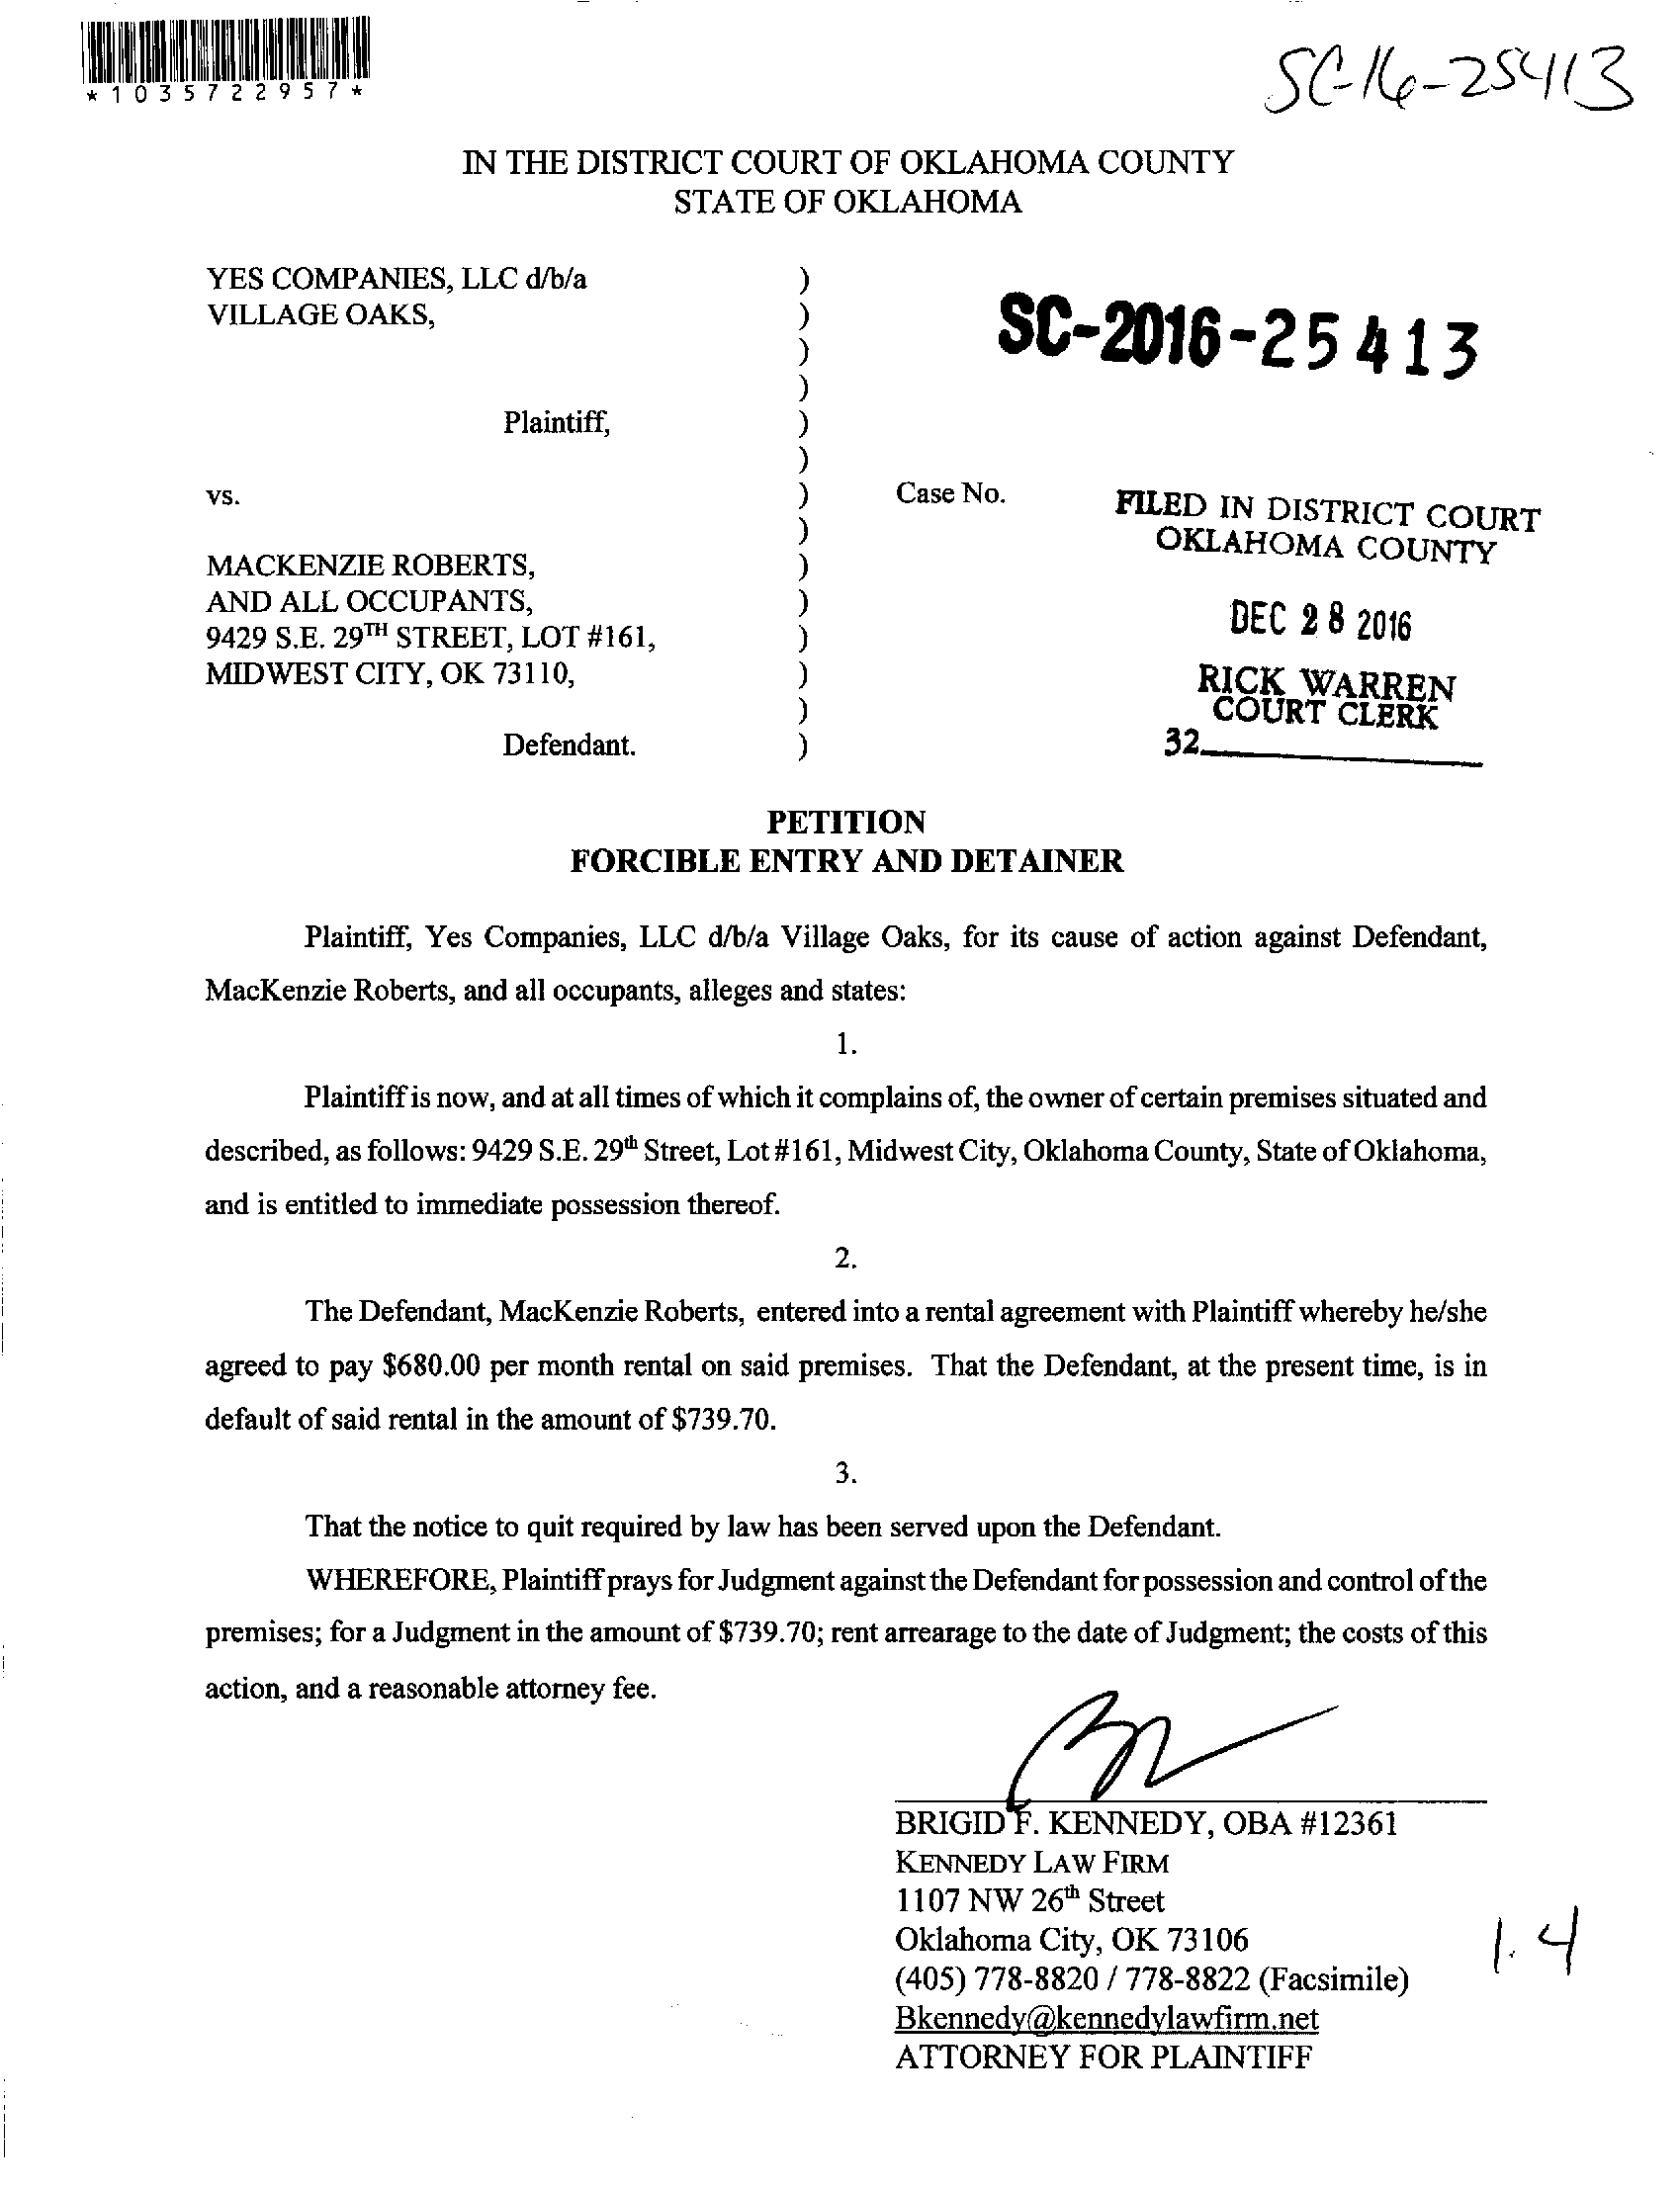 *1035722957*
SC-16-25413
IN THE DISTRICT COURT OF OKLAHOMA COUNTY
STATE OF OKLAHOMA
YES COMPANIES, LLC d/b/a )
VILLAGE OAKS, )
)
)
Plaintiff, )
)
vs. )
)
MACKENZIE ROBERTS, )
AND ALL OCCUPANTS, )
9429 S.E. 29TH STREET, LOT #161, )
MIDWEST CITY, OK 73110, )
)
Defendant. )
SC-2016-25413
Case No.
FILED IN DISTRICT COURT
OKLAHOMA COUNTY
DEC 28 2016
RICK WARREN
COURT CLERK
32
PETITION
FORCIBLE ENTRY AND DETAINER
Plaintiff, Yes Companies, LLC d/b/a Village Oaks, for its cause of action against Defendant,
MacKenzie Roberts, and all occupants, alleges and states:
1.
Plaintiff is now, and at all times of which it complains of, the owner of certain premises situated and
described, as follows: 9429 S.E. 29th Street, Lot #161, Midwest City, Oklahoma County, State of Oklahoma,
and is entitled to immediate possession thereof.
2.
The Defendant, MacKenzie Roberts, entered into a rental agreement with Plaintiff whereby he/she
agreed to pay $680.00 per month rental on said premises. That the Defendant, at the present time, is in
default of said rental in the amount of $739.70.
3.
That the notice to quit required by law has been served upon the Defendant.
WHEREFORE, Plaintiff prays for Judgment against the Defendant for possession and control of the
premises; for a Judgment in the amount of $739.70; rent arrearage to the date of Judgment; the costs of this
action, and a reasonable attorney fee.
BRIGID F. KENNEDY, OBA #12361
KENNEDY LAW FIRM
1107 NW 26th Street
Oklahoma City, OK 73106
(405) 778-8820 / 778-8822 (Facsimile)
Bkennedy@kennedylawfirm.net
ATTORNEY FOR PLAINTIFF
1.4